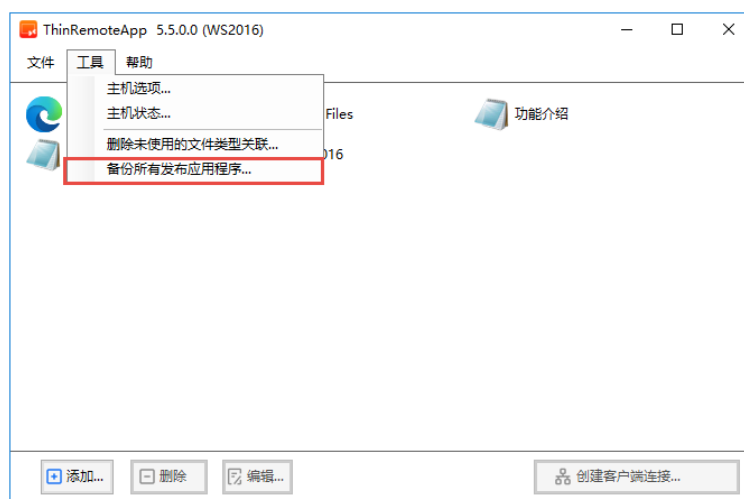 ThinRemoteApp 5.5.0.0 (WS2016)
文件 工具 帮助
主机选项...
主机状态...
删除未使用的文件类型关联...
备份所有发布应用程序...
Files
功能介绍
016
添加... 删除 编辑... 创建客户端连接...